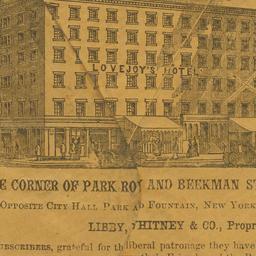 LOVEJOY'S HOTEL
E CORNER OF PARK ROW AND BEEKMAN ST
OPPOSITE CITY HALL PARK AND FOUNTAIN, NEW YORK
LIBBY, WHITNEY & CO., Propr
UBSCRIBERS, grateful for the liberal patronage they have